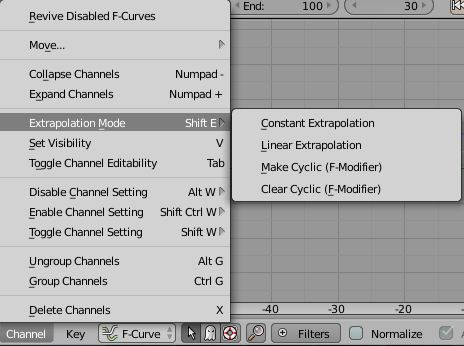 Revive Disabled F-Curves
End: 100 30
Move...
Collapse Channels Numpad -
Expand Channels Numpad +
Extrapolation Mode Shift E
Constant Extrapolation
Linear Extrapolation
Make Cyclic (F-Modifier)
Clear Cyclic (F-Modifier)
Set Visibility V
Toggle Channel Editability Tab
Disable Channel Setting Alt W
Enable Channel Setting Shift Ctrl W
Toggle Channel Setting Shift W
Ungroup Channels Alt G
Group Channels Ctrl G
Delete Channels X
-40 -30 -20
Channel Key F-Curve Filters Normalize